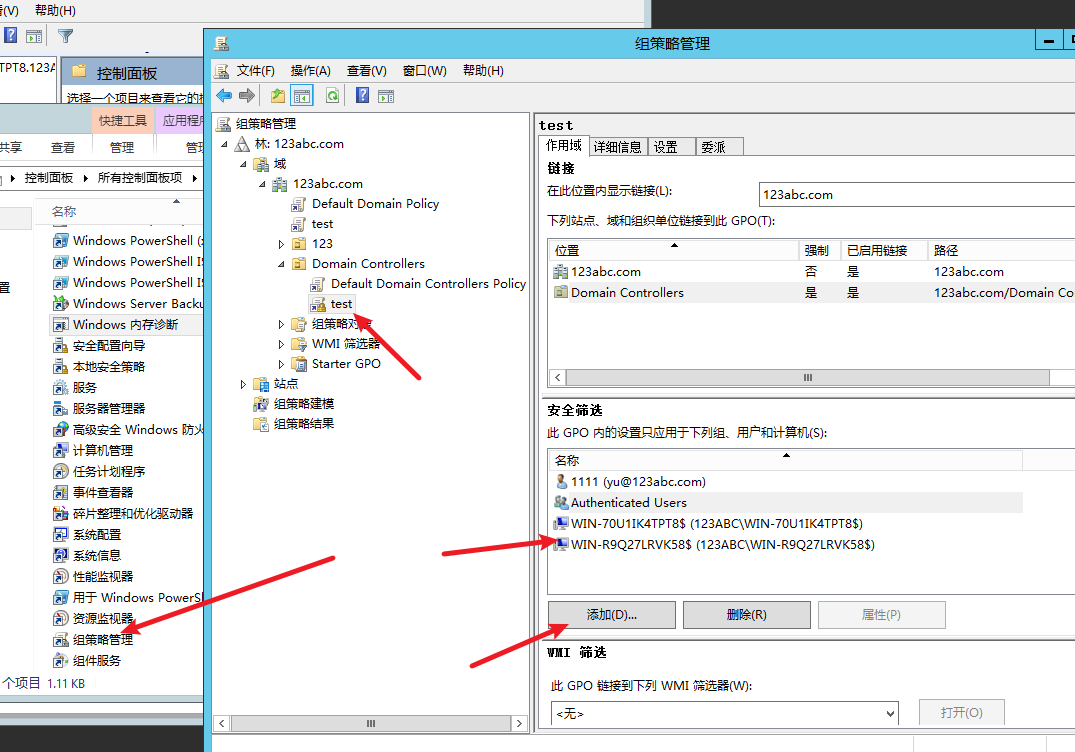 (V) 帮助(H)
TPT8.123A
控制面板
选择一个项目来查看它的
快捷工具 应用程序
共享 查看 管理 管
控制面板 所有控制面板项
名称
Windows PowerShell (x
Windows PowerShell IS
Windows PowerShell IS
Windows Server Backu
Windows 内存诊断
安全配置向导
本地安全策略
服务
服务器管理器
高级安全 Windows 防火
计算机管理
任务计划程序
事件查看器
碎片整理和优化驱动器
系统配置
系统信息
性能监视器
用于 Windows PowerSh
资源监视器
组策略管理
组件服务
个项目 1.11 KB
置
组策略管理
文件(F) 操作(A) 查看(V) 窗口(W) 帮助(H)
组策略管理
林: 123abc.com
域
123abc.com
Default Domain Policy
test
123
Domain Controllers
Default Domain Controllers Policy
test
组策略对象
WMI 筛选器
Starter GPO
站点
组策略建模
组策略结果
test
作用域 详细信息 设置 委派
链接
在此位置内显示链接(L): 123abc.com
下列站点、域和组织单位链接到此 GPO(T):
位置 强制 已启用链接 路径
123abc.com 否 是 123abc.com
Domain Controllers 是 是 123abc.com/Domain Co
安全筛选
此 GPO 内的设置只应用于下列组、用户和计算机(S):
名称
1111 (yu@123abc.com)
Authenticated Users
WIN-70U1IK4TPT8$ (123ABC\WIN-70U1IK4TPT8$)
WIN-R9Q27LRVK58$ (123ABC\WIN-R9Q27LRVK58$)
添加(D)... 删除(R) 属性(P)
WMI 筛选
此 GPO 链接到下列 WMI 筛选器(W):
<无> 打开(O)